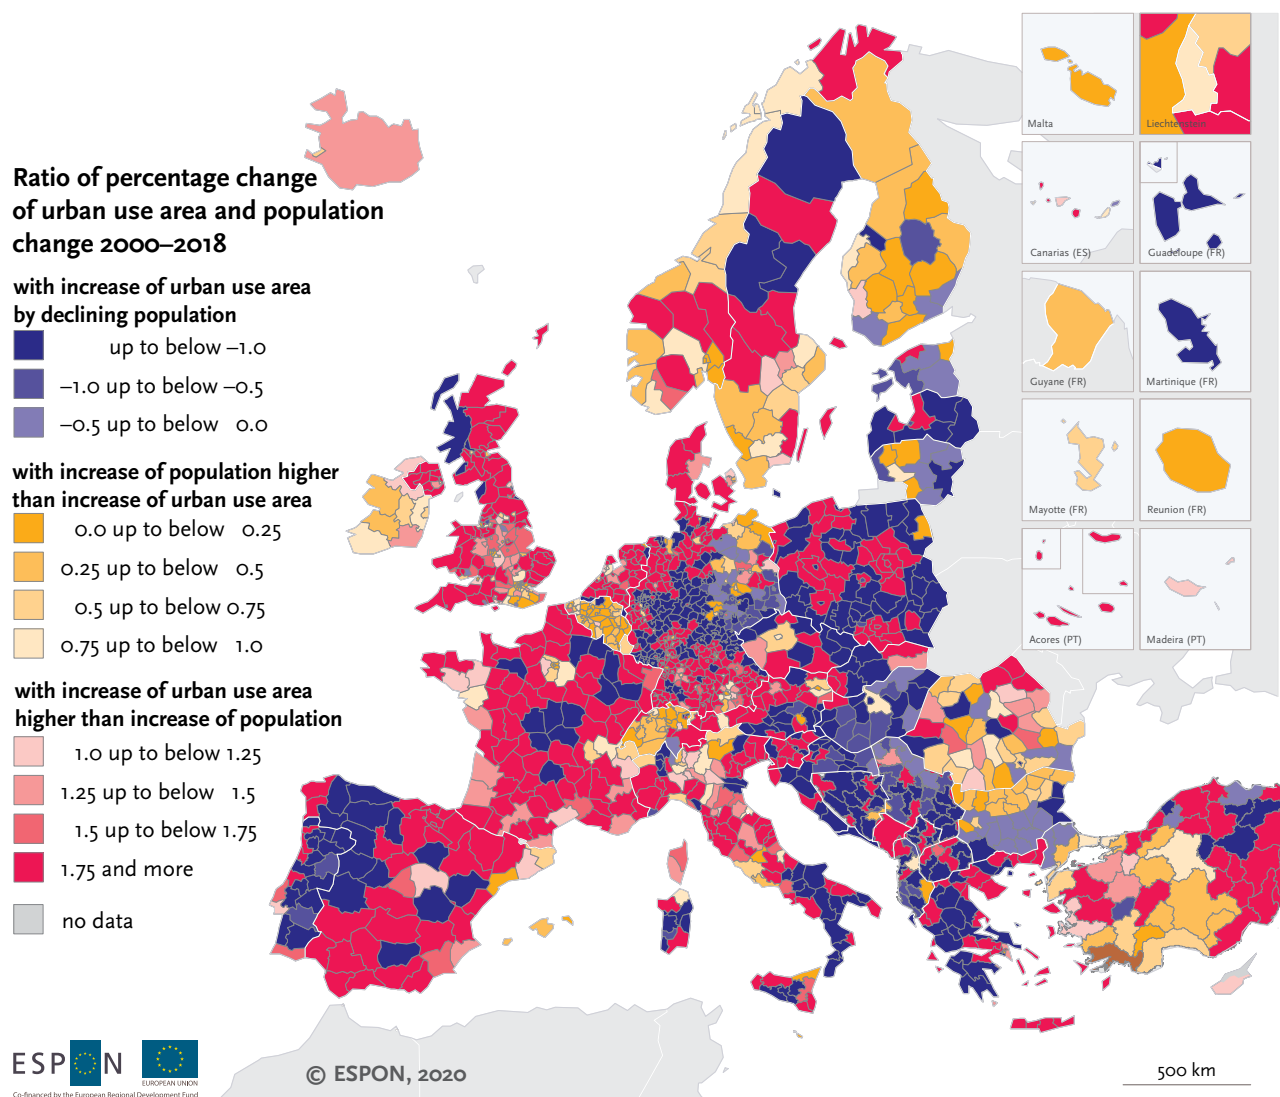 Ratio of percentage change
of urban use area and population
change 2000–2018
with increase of urban use area
by declining population
up to below –1.0
–1.0 up to below –0.5
–0.5 up to below 0.0
with increase of population higher
than increase of urban use area
0.0 up to below 0.25
0.25 up to below 0.5
0.5 up to below 0.75
0.75 up to below 1.0
with increase of urban use area
higher than increase of population
1.0 up to below 1.25
1.25 up to below 1.5
1.5 up to below 1.75
1.75 and more
no data
Malta
Liechtenstein
Canarias (ES)
Guadeloupe (FR)
Guyane (FR)
Martinique (FR)
Mayotte (FR)
Reunion (FR)
Acores (PT)
Madeira (PT)
500 km
© ESPON, 2020
ESPON
EUROPEAN UNION
Co-financed by the European Regional Development Fund